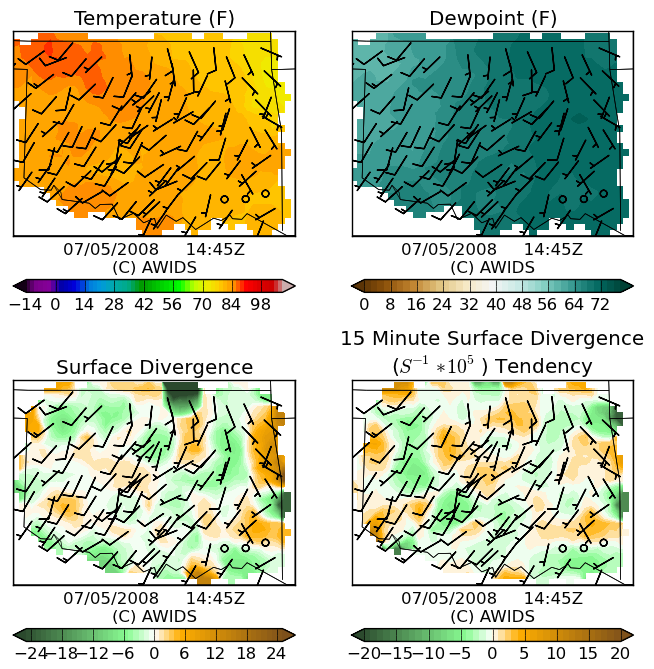 Temperature (F)
Dewpoint (F)
07/05/2008 14:45Z
(C) AWIDS
−14 0 14 28 42 56 70 84 98
07/05/2008 14:45Z
(C) AWIDS
0 8 16 24 32 40 48 56 64 72
Surface Divergence
15 Minute Surface Divergence
(S⁻¹ *10⁵ ) Tendency
07/05/2008 14:45Z
(C) AWIDS
−24 −18 −12 −6 0 6 12 18 24
07/05/2008 14:45Z
(C) AWIDS
−20 −15 −10 −5 0 5 10 15 20